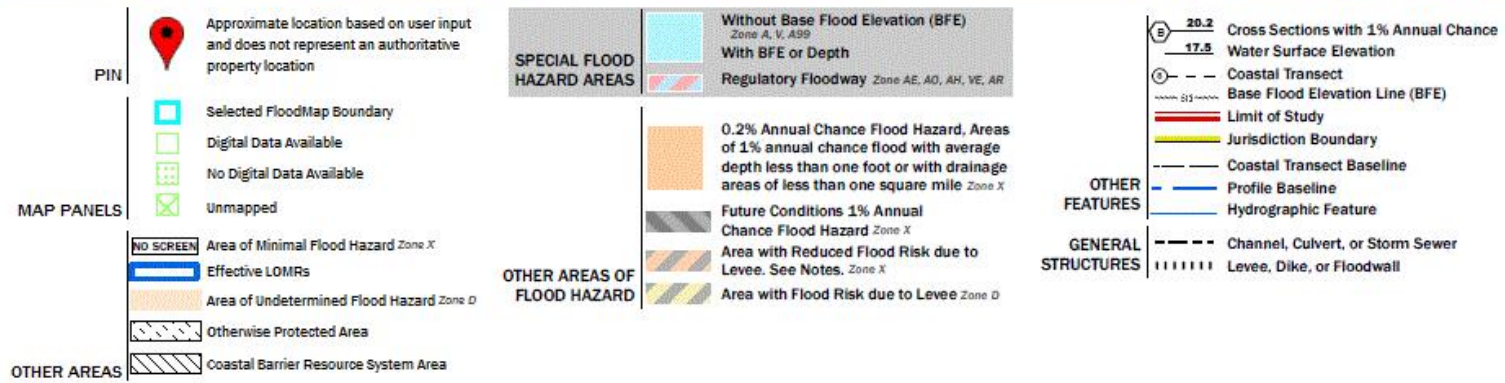 Approximate location based on user input
and does not represent an authoritative
property location
PIN
Selected FloodMap Boundary
Digital Data Available
No Digital Data Available
Unmapped
MAP PANELS
NO SCREEN Area of Minimal Flood Hazard Zone X
Effective LOMRs
Area of Undetermined Flood Hazard Zone D
Otherwise Protected Area
Coastal Barrier Resource System Area
OTHER AREAS
Without Base Flood Elevation (BFE)
Zone A, V, A99
With BFE or Depth
SPECIAL FLOOD
HAZARD AREAS
Regulatory Floodway Zone AE, AO, AH, VE, AR
0.2% Annual Chance Flood Hazard, Areas
of 1% annual chance flood with average
depth less than one foot or with drainage
areas of less than one square mile Zone X
Future Conditions 1% Annual
Chance Flood Hazard Zone X
Area with Reduced Flood Risk due to
Levee. See Notes. Zone X
OTHER AREAS OF
FLOOD HAZARD
Area with Flood Risk due to Levee Zone D
B 20.2 Cross Sections with 1% Annual Chance
17.5 Water Surface Elevation
8 Coastal Transect
513 Base Flood Elevation Line (BFE)
Limit of Study
Jurisdiction Boundary
Coastal Transect Baseline
OTHER
FEATURES
Profile Baseline
Hydrographic Feature
GENERAL
STRUCTURES
Channel, Culvert, or Storm Sewer
Levee, Dike, or Floodwall